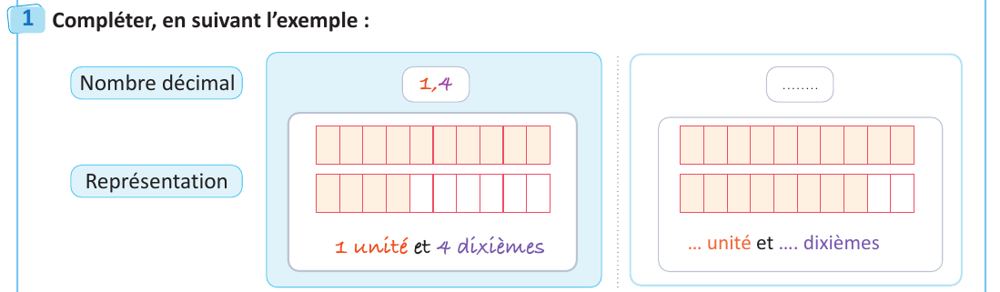 1 Compléter, en suivant l'exemple :
Nombre décimal
1,4
........
Représentation
1 unité et 4 dixièmes
... unité et .... dixièmes